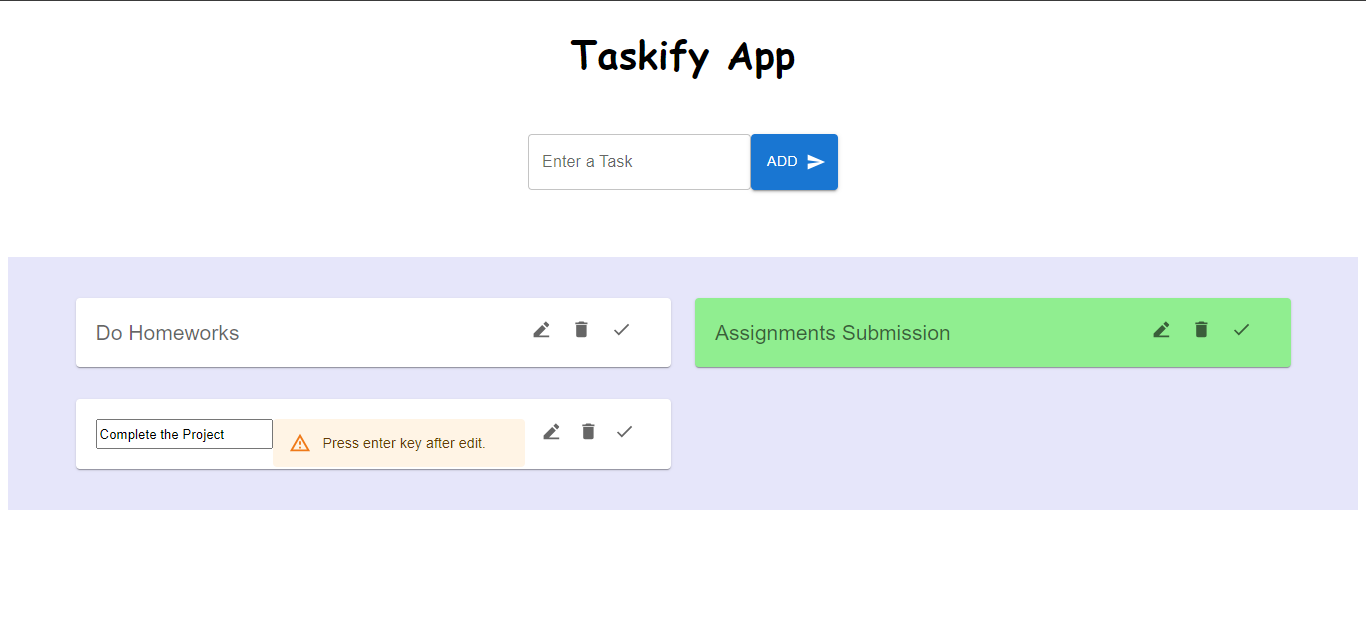 Taskify App
Enter a Task
ADD
Do Homeworks
Assignments Submission
Complete the Project
Press enter key after edit.